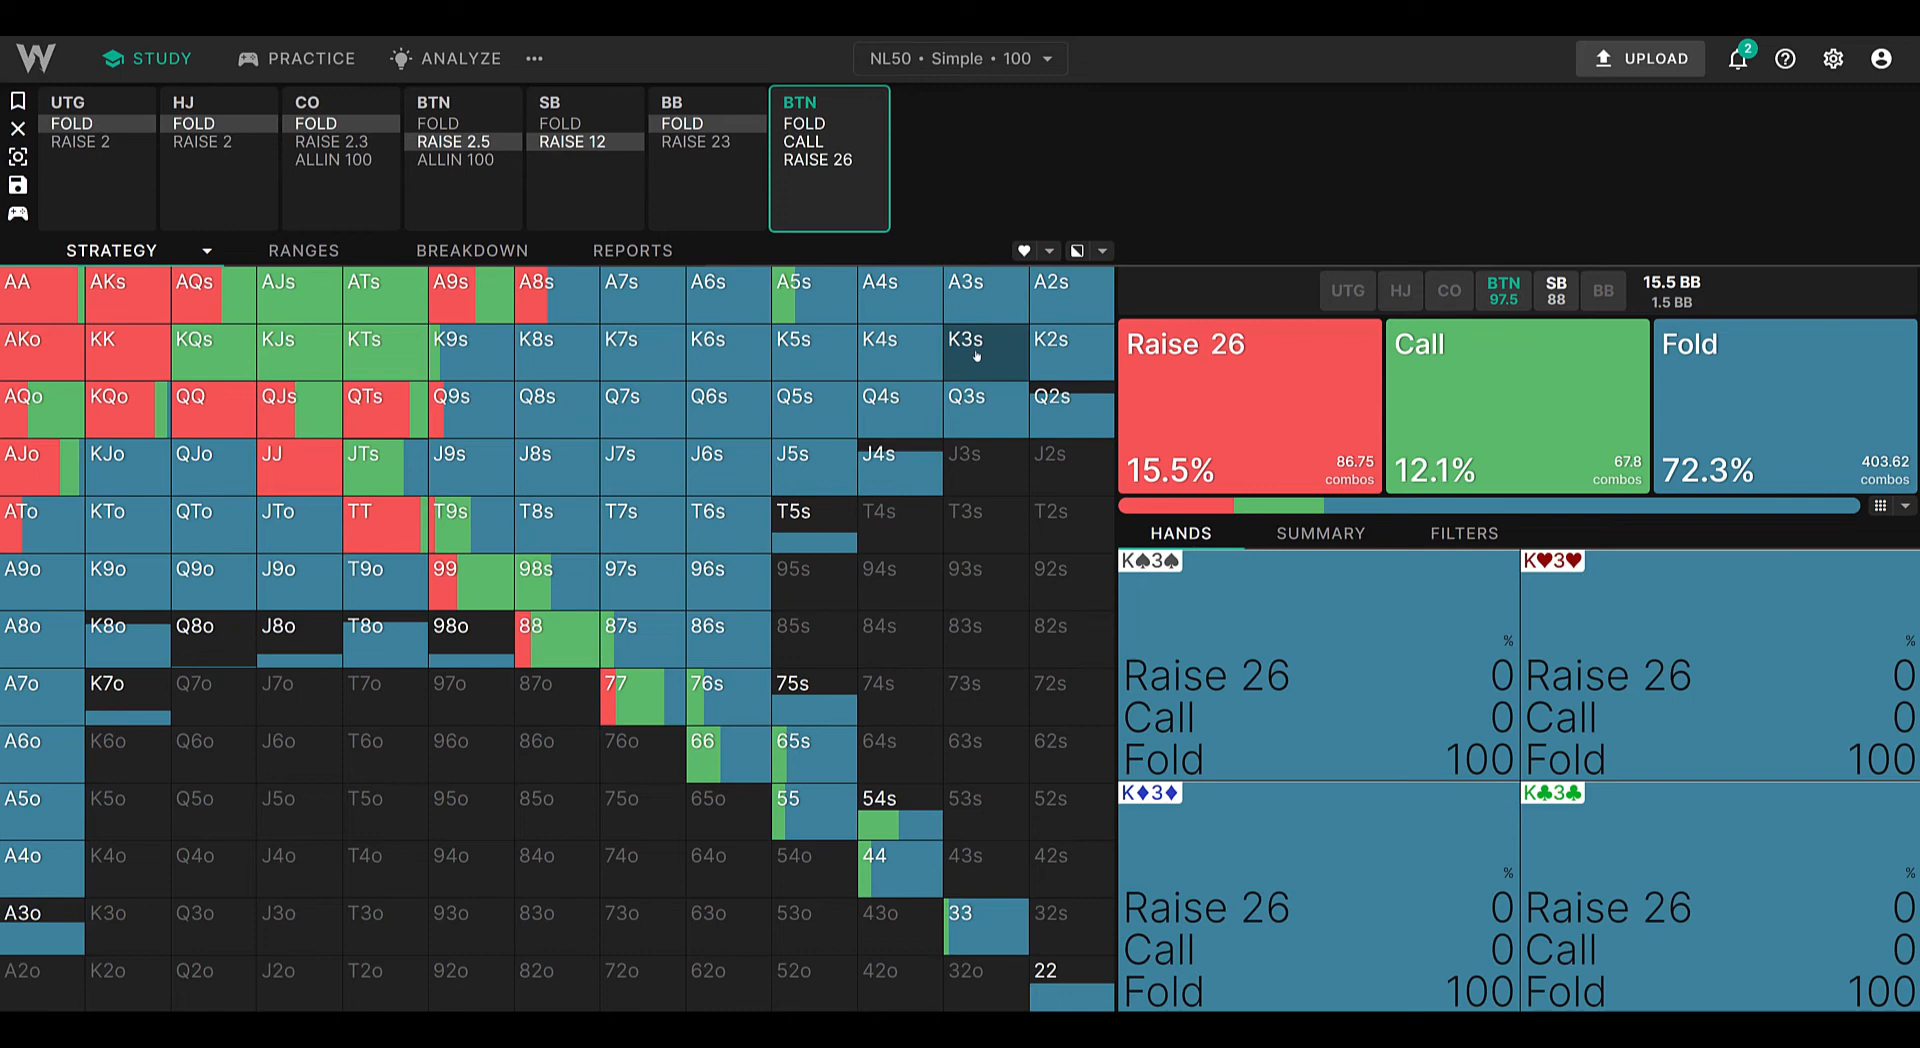 W STUDY PRACTICE ANALYZE ••• NL50 • Simple • 100 UPLOAD 2
UTG HJ CO BTN SB BB BTN
FOLD FOLD FOLD FOLD FOLD FOLD FOLD
RAISE 2 RAISE 2 RAISE 2.3 RAISE 2.5 RAISE 12 RAISE 23 CALL
ALLIN 100 ALLIN 100 RAISE 26
STRATEGY RANGES BREAKDOWN REPORTS
AA AKs AQs AJs ATs A9s A8s A7s A6s A5s A4s A3s A2s
AKo KK KQs KJs KTs K9s K8s K7s K6s K5s K4s K3s K2s
AQo KQo QQ QJs QTs Q9s Q8s Q7s Q6s Q5s Q4s Q3s Q2s
AJo KJo QJo JJ JTs J9s J8s J7s J6s J5s J4s J3s J2s
ATo KTo QTo JTo TT T9s T8s T7s T6s T5s T4s T3s T2s
A9o K9o Q9o J9o T9o 99 98s 97s 96s 95s 94s 93s 92s
A8o K8o Q8o J8o T8o 98o 88 87s 86s 85s 84s 83s 82s
A7o K7o Q7o J7o T7o 97o 87o 77 76s 75s 74s 73s 72s
A6o K6o Q6o J6o T6o 96o 86o 76o 66 65s 64s 63s 62s
A5o K5o Q5o J5o T5o 95o 85o 75o 65o 55 54s 53s 52s
A4o K4o Q4o J4o T4o 94o 84o 74o 64o 54o 44 43s 42s
A3o K3o Q3o J3o T3o 93o 83o 73o 63o 53o 43o 33 32s
A2o K2o Q2o J2o T2o 92o 82o 72o 62o 52o 42o 32o 22
UTG HJ CO BTN SB BB 15.5 BB
97.5 88 1.5 BB
Raise 26 Call Fold
15.5% 86.75 combos 12.1% 67.8 combos 72.3% 403.62 combos
HANDS SUMMARY FILTERS
K♠3♠ K♥3♥
% %
Raise 26 0 Raise 26 0
Call 0 Call 0
Fold 100 Fold 100
K♦3♦ K♣3♣
% %
Raise 26 0 Raise 26 0
Call 0 Call 0
Fold 100 Fold 100